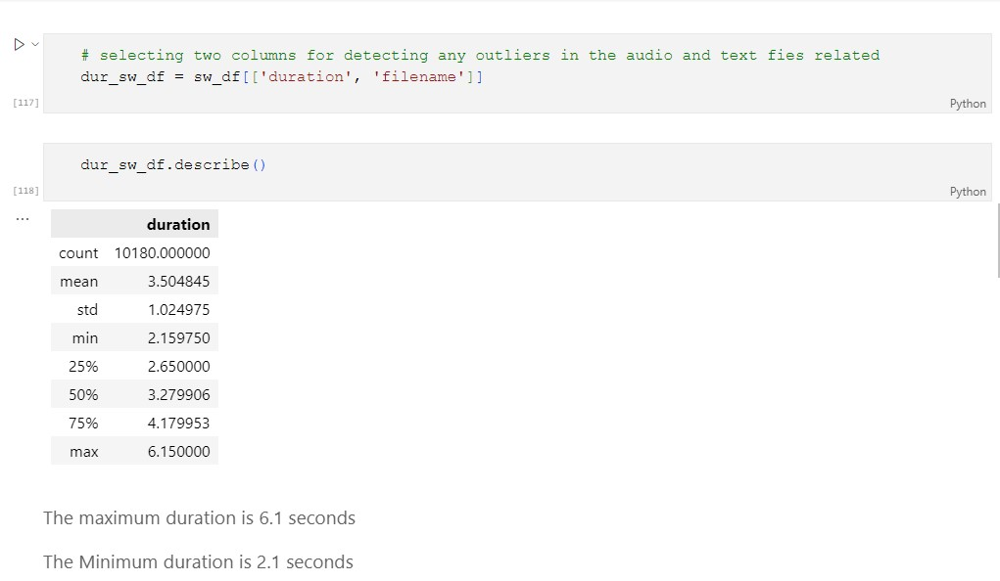 # selecting two columns for detecting any outliers in the audio and text fies related
dur_sw_df = sw_df[['duration', 'filename']]
[117]
Python
dur_sw_df.describe()
[118]
Python
...
duration
count 10180.000000
mean 3.504845
std 1.024975
min 2.159750
25% 2.650000
50% 3.279906
75% 4.179953
max 6.150000
The maximum duration is 6.1 seconds
The Minimum duration is 2.1 seconds